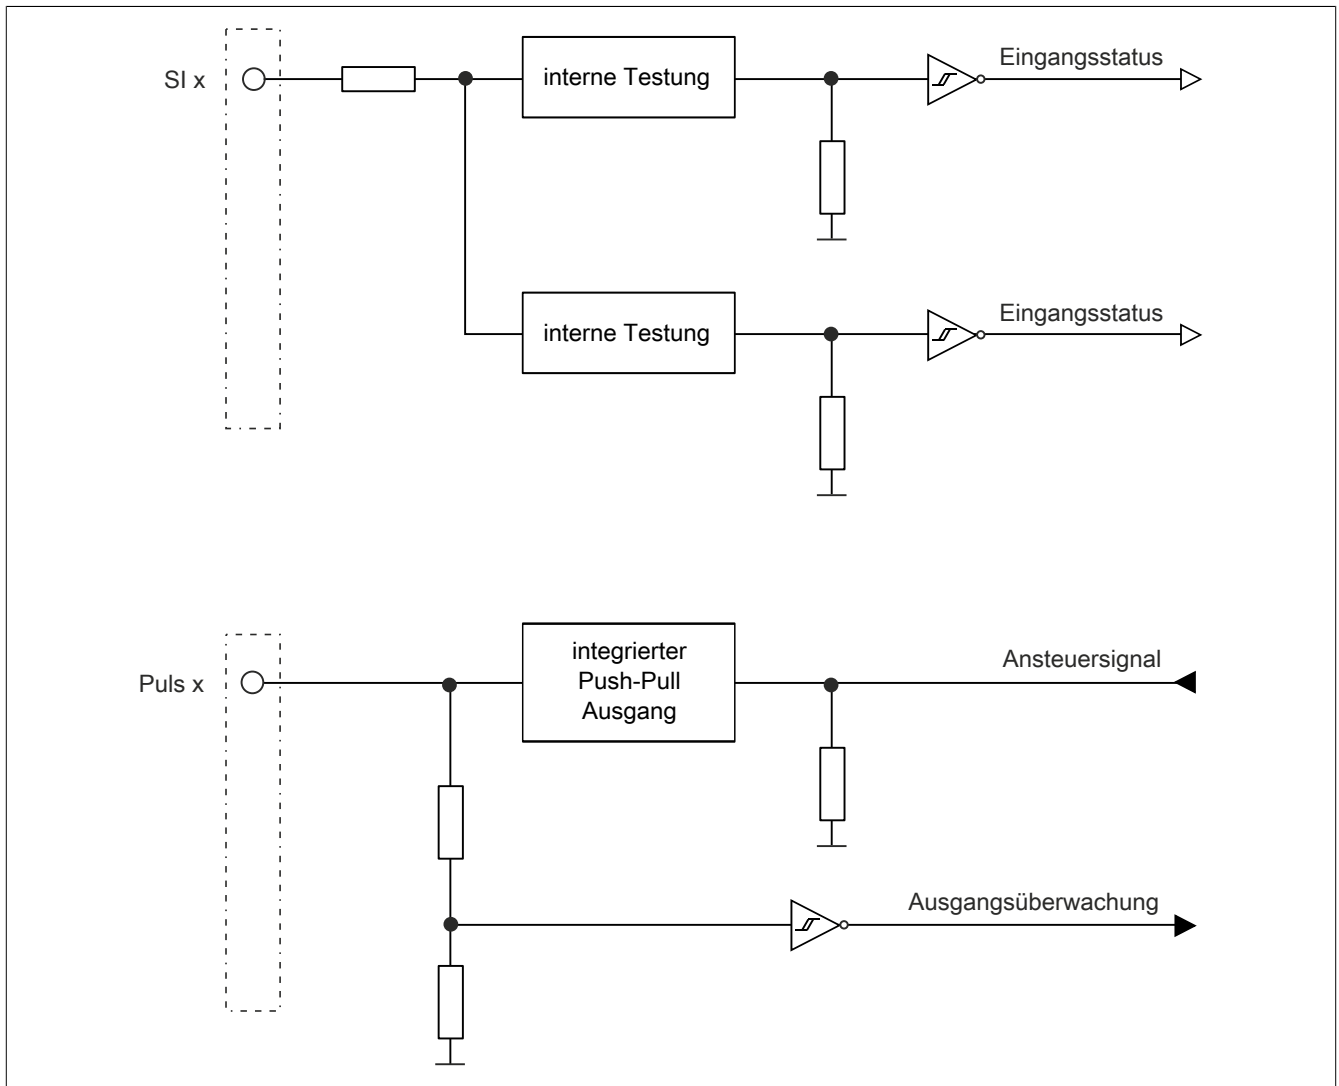 SI x
interne Testung
Eingangsstatus
interne Testung
Eingangsstatus
Puls x
integrierter
Push-Pull
Ausgang
Ansteuersignal
Ausgangsüberwachung